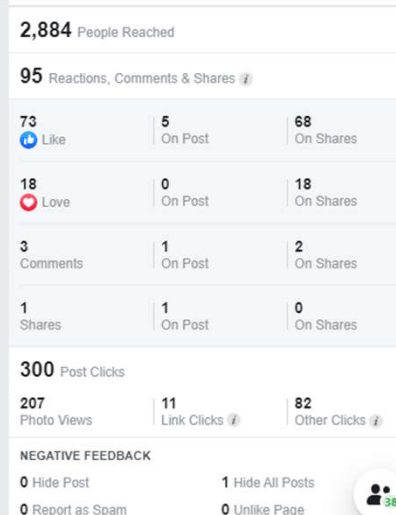 2,884 People Reached
95 Reactions, Comments & Shares i
73 5 68
Like On Post On Shares
18 0 18
Love On Post On Shares
3 1 2
Comments On Post On Shares
1 1 0
Shares On Post On Shares
300 Post Clicks
207 11 82
Photo Views Link Clicks i Other Clicks i
NEGATIVE FEEDBACK
0 Hide Post 1 Hide All Posts
0 Report as Spam 0 Unlike Page
38